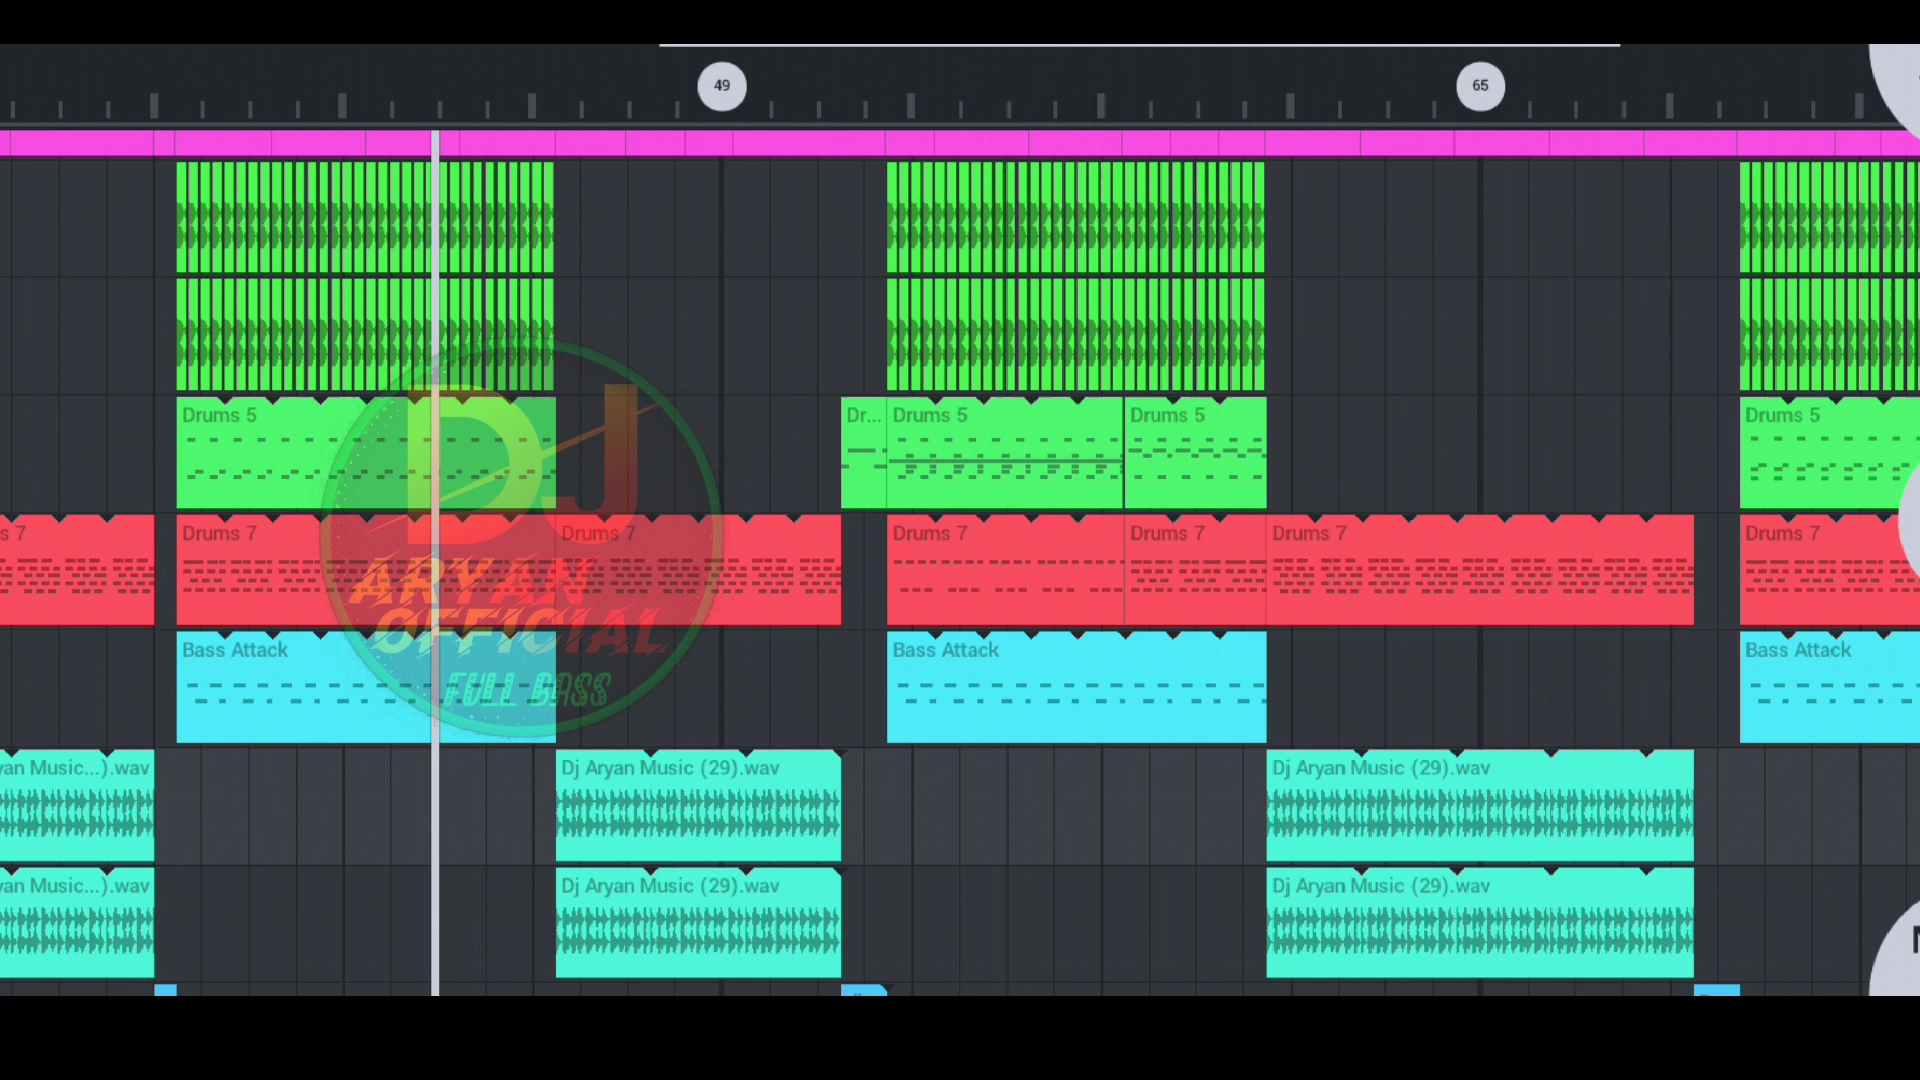 49
65
Drums 5
Dr...
Drums 5
Drums 5
Drums 5
s 7
Drums 7
Drums 7
Drums 7
Drums 7
Drums 7
Drums 7
DJ
ARYAN
OFFICIAL
FULL BASS
Bass Attack
Bass Attack
Bass Attack
yan Music...).wav
Dj Aryan Music (29).wav
Dj Aryan Music (29).wav
yan Music...).wav
Dj Aryan Music (29).wav
Dj Aryan Music (29).wav